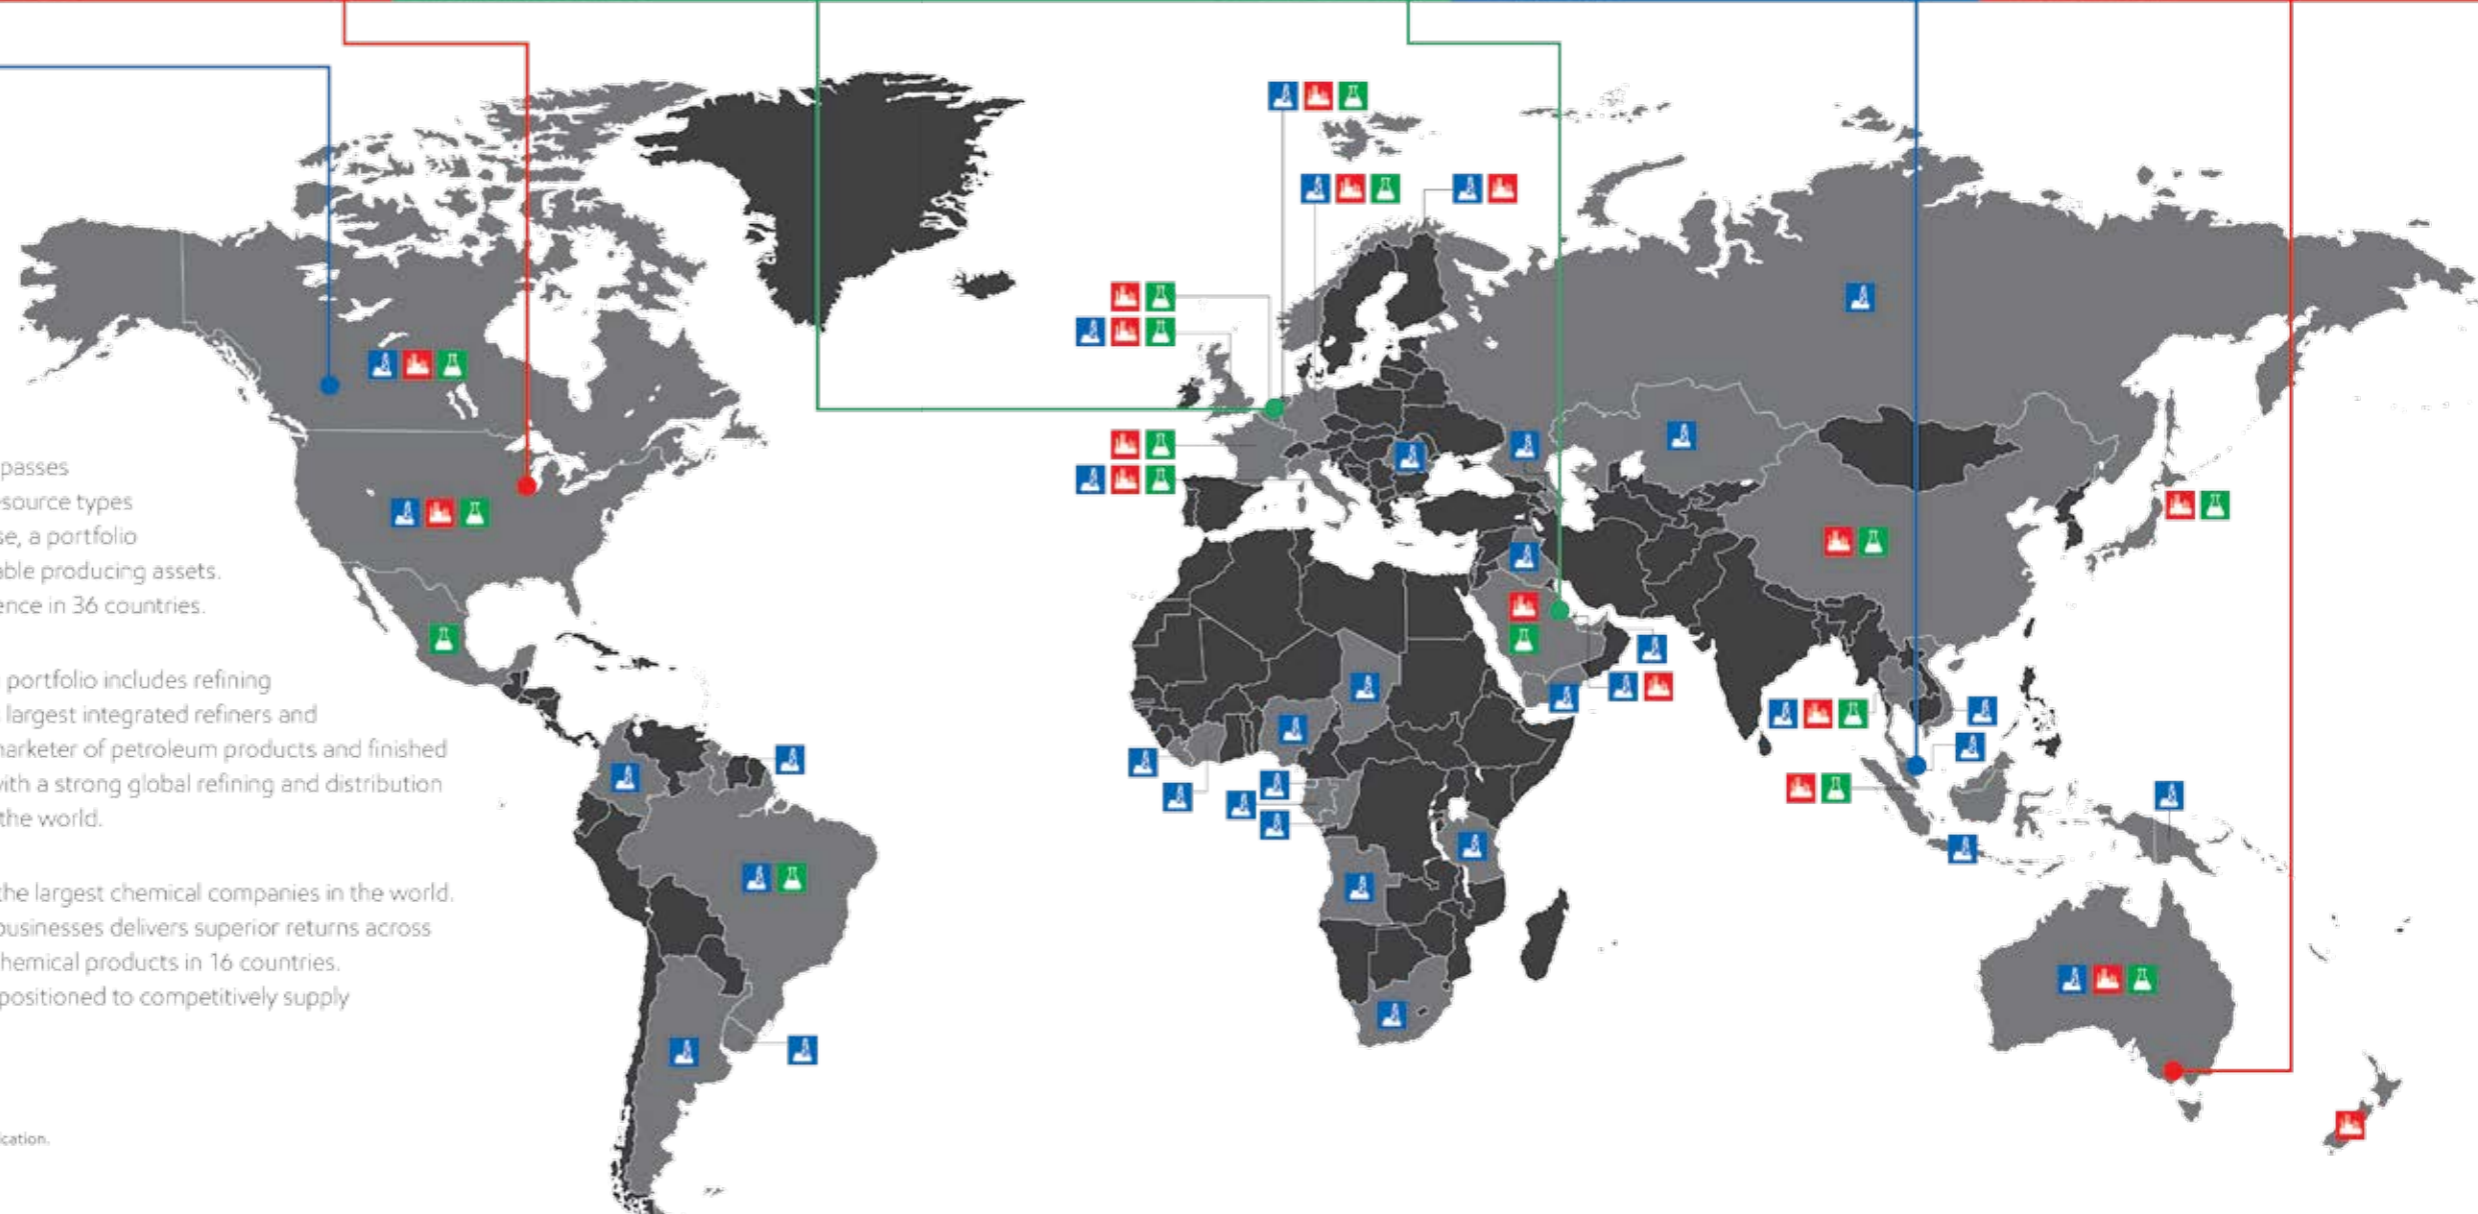 passes
source types
se, a portfolio
able producing assets.
ence in 36 countries.
portfolio includes refining
largest integrated refiners and
marketer of petroleum products and finished
with a strong global refining and distribution
the world.
the largest chemical companies in the world.
businesses delivers superior returns across
hemical products in 16 countries.
positioned to competitively supply
ication.